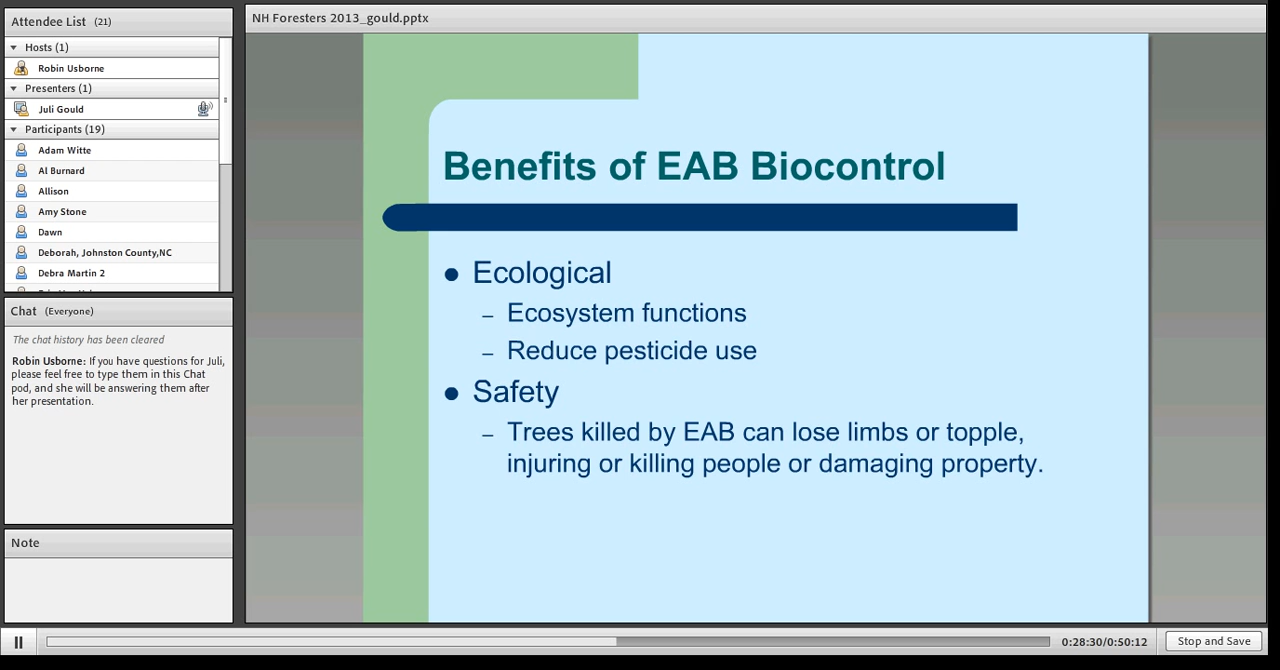 Attendee List (21)
Hosts (1)
Robin Usborne
Presenters (1)
Juli Gould
Participants (19)
Adam Witte
Al Burnard
Allison
Amy Stone
Dawn
Deborah, Johnston County,NC
Debra Martin 2
Chat (Everyone)
The chat history has been cleared
Robin Usborne: If you have questions for Juli,
please feel free to type them in this Chat
pod, and she will be answering them after
her presentation.
Note
NH Foresters 2013_gould.pptx
Benefits of EAB Biocontrol
● Ecological
– Ecosystem functions
– Reduce pesticide use
● Safety
– Trees killed by EAB can lose limbs or topple,
injuring or killing people or damaging property.
0:28:30/0:50:12
Stop and Save